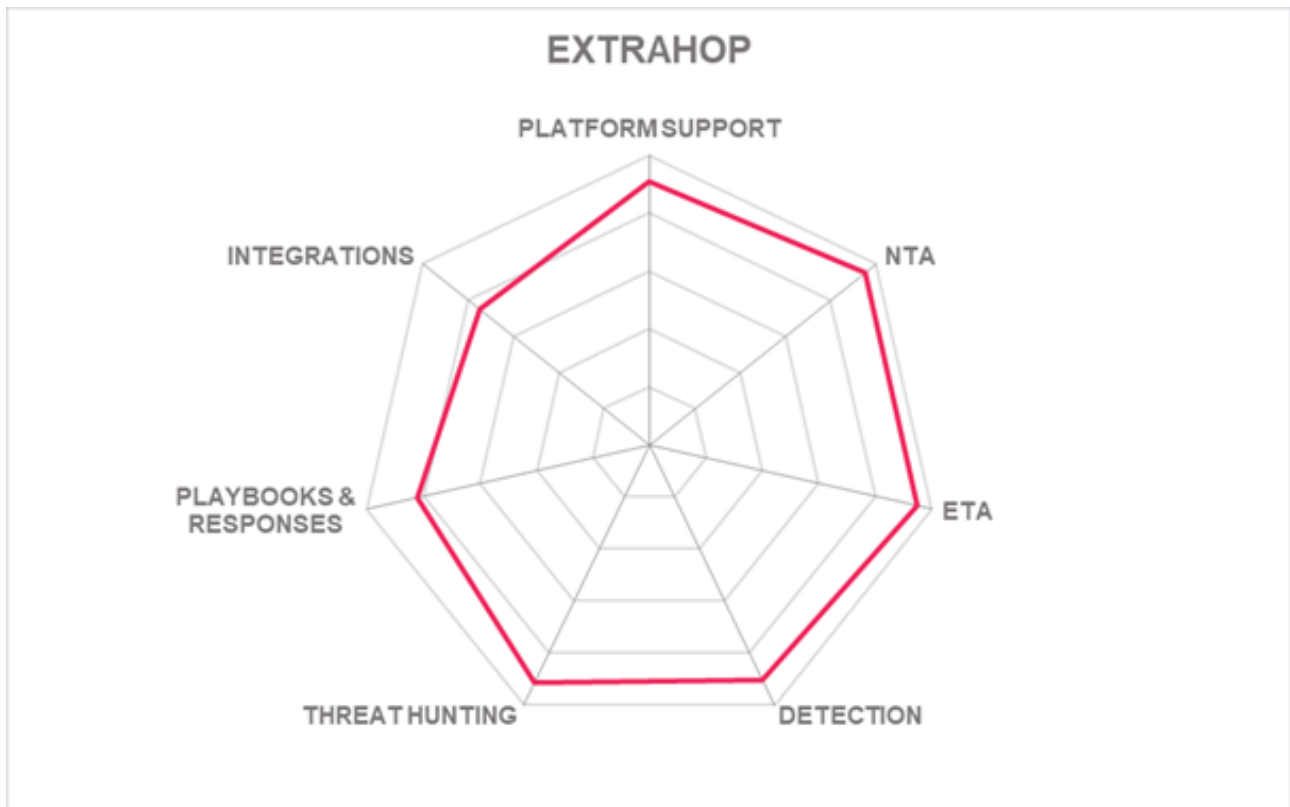 EXTRAHOP
PLATFORM SUPPORT
INTEGRATIONS
NTA
PLAYBOOKS &
RESPONSES
ETA
THREAT HUNTING
DETECTION